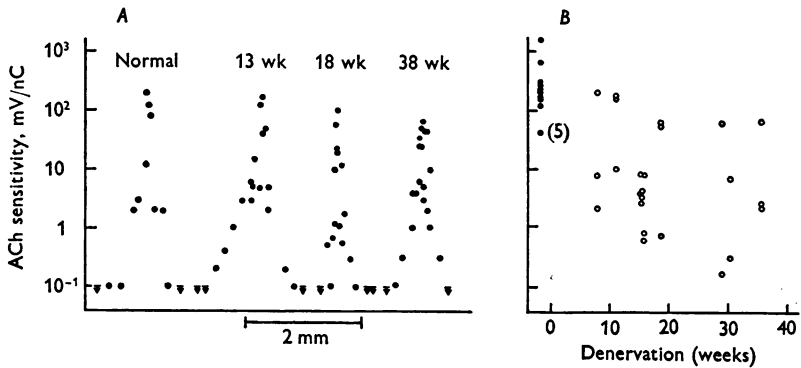 A
B
10³
10²
10
1
10⁻¹
ACh sensitivity, mV/nC
Normal
13 wk
18 wk
38 wk
2 mm
(5)
0
10
20
30
40
Denervation (weeks)